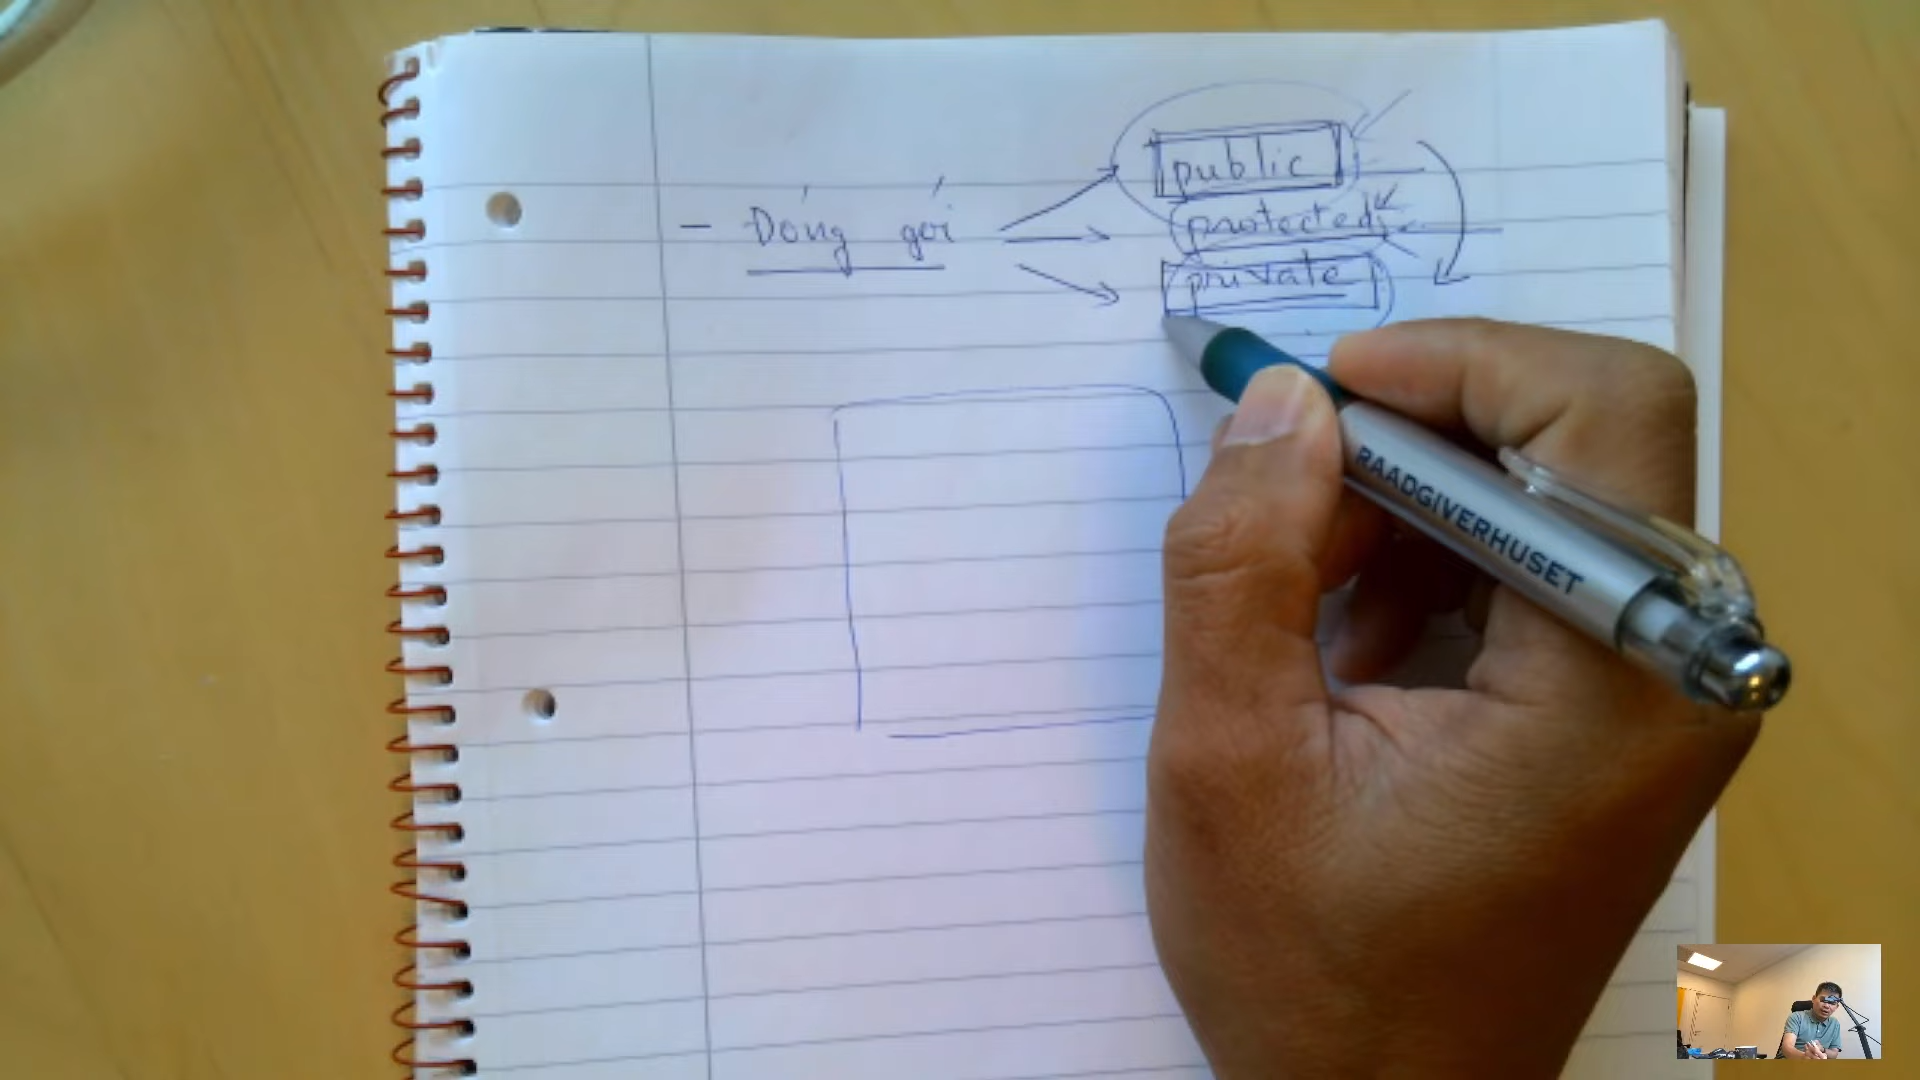 public
- Đóng gói
protected
private
RAADGIVERHUSET